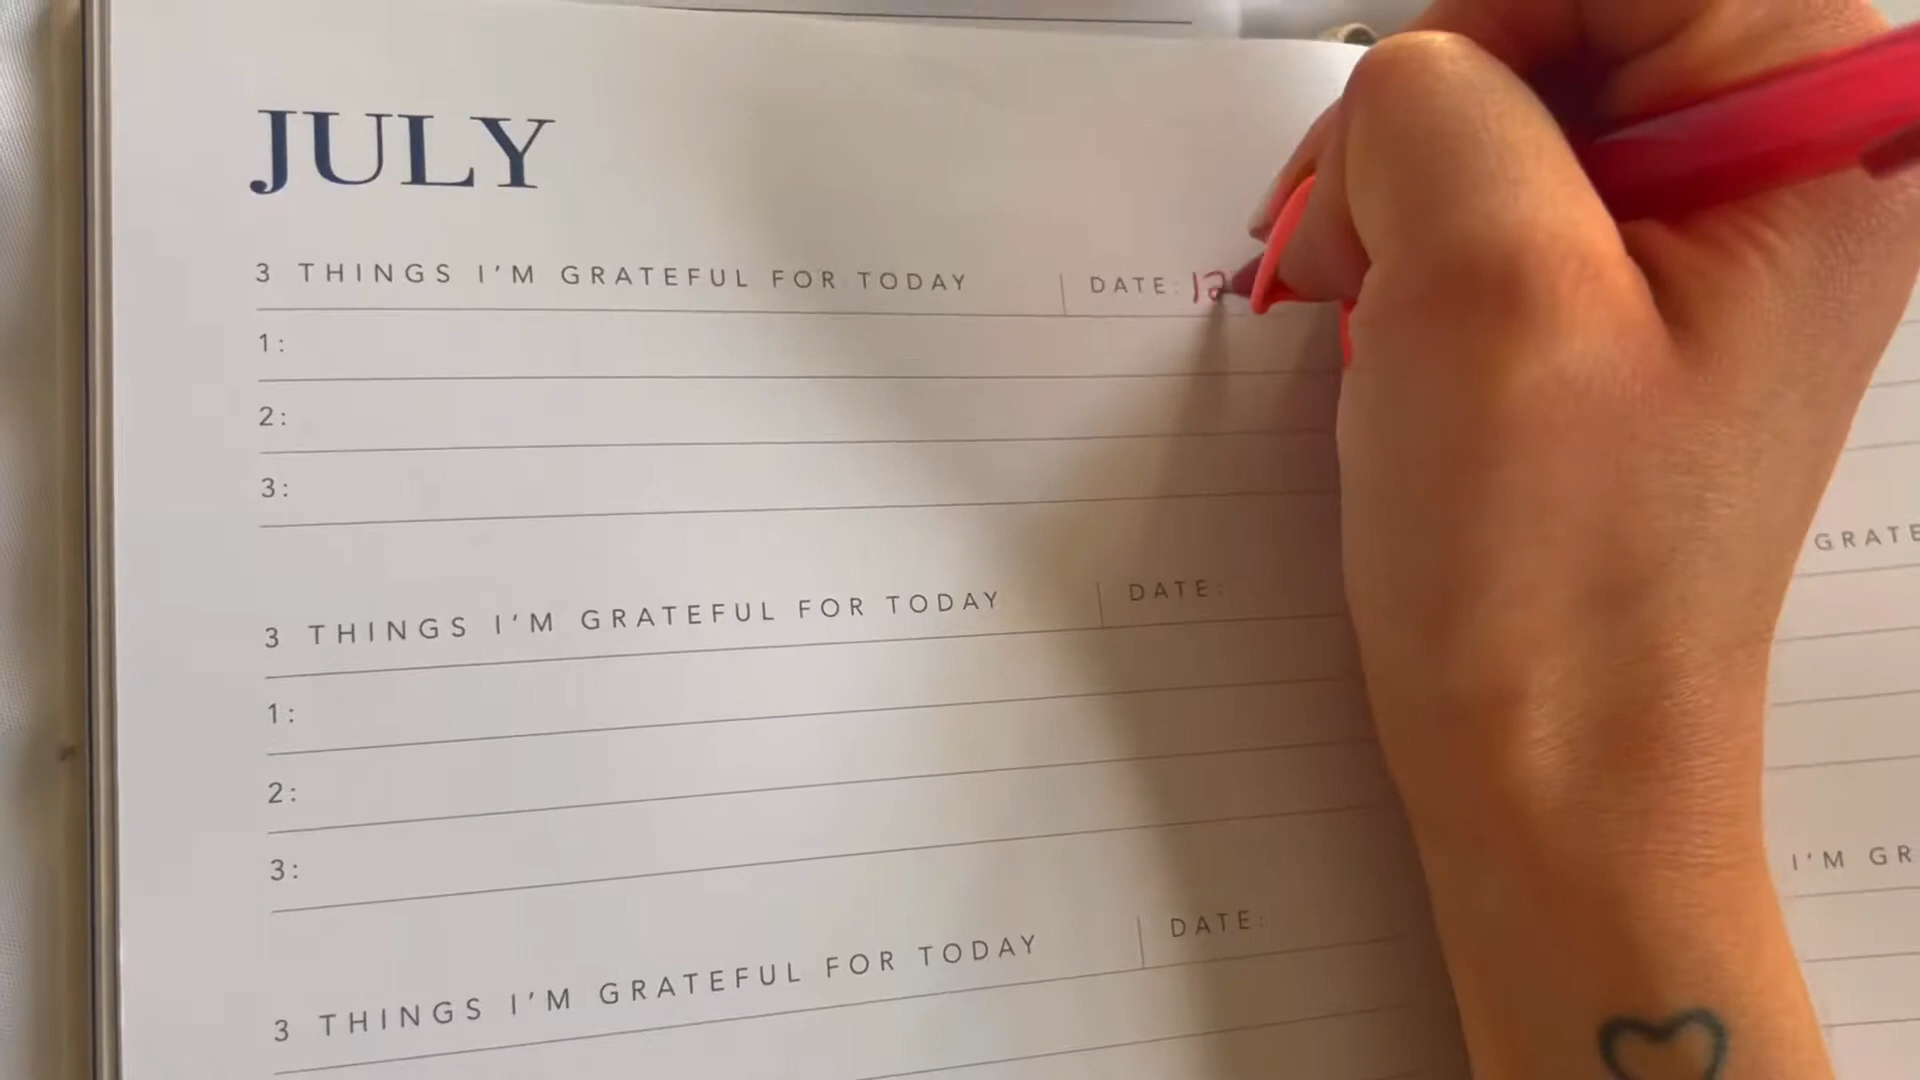 JULY
3 THINGS I'M GRATEFUL FOR TODAY DATE: 12
1:
2:
3:
3 THINGS I'M GRATEFUL FOR TODAY DATE:
1:
2:
3:
3 THINGS I'M GRATEFUL FOR TODAY DATE:
GRATE
I'M GR